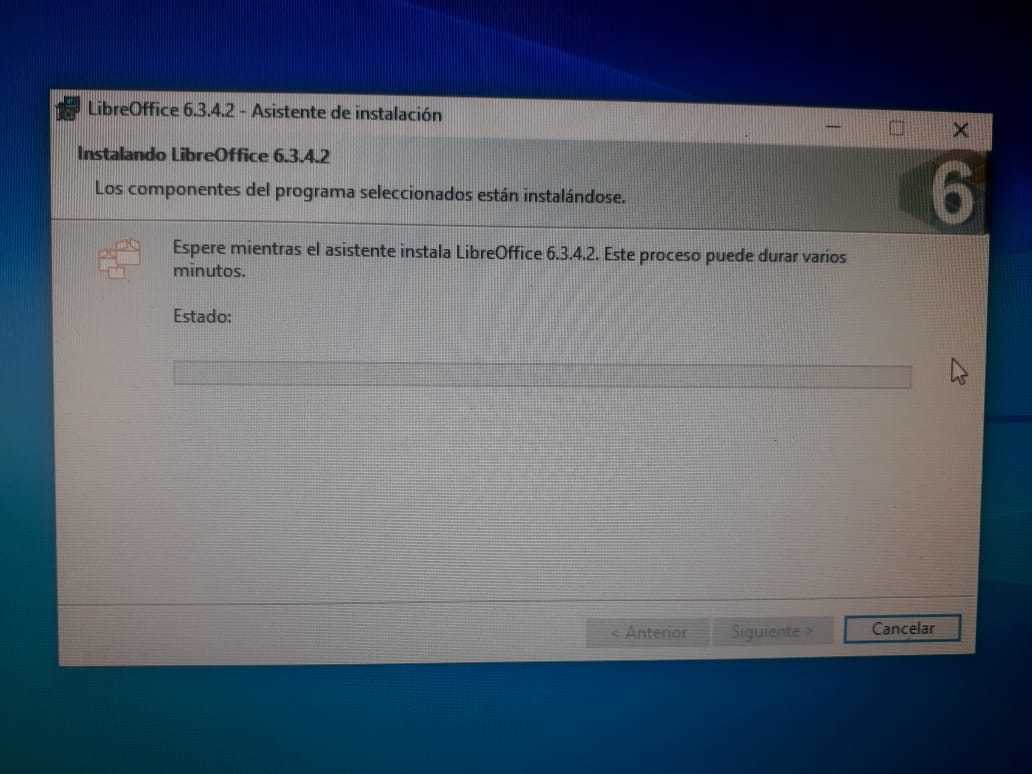 LibreOffice 6.3.4.2 - Asistente de instalación
Instalando LibreOffice 6.3.4.2
Los componentes del programa seleccionados están instalándose.
6
Espere mientras el asistente instala LibreOffice 6.3.4.2. Este proceso puede durar varios
minutos.
Estado:
< Anterior
Siguiente >
Cancelar